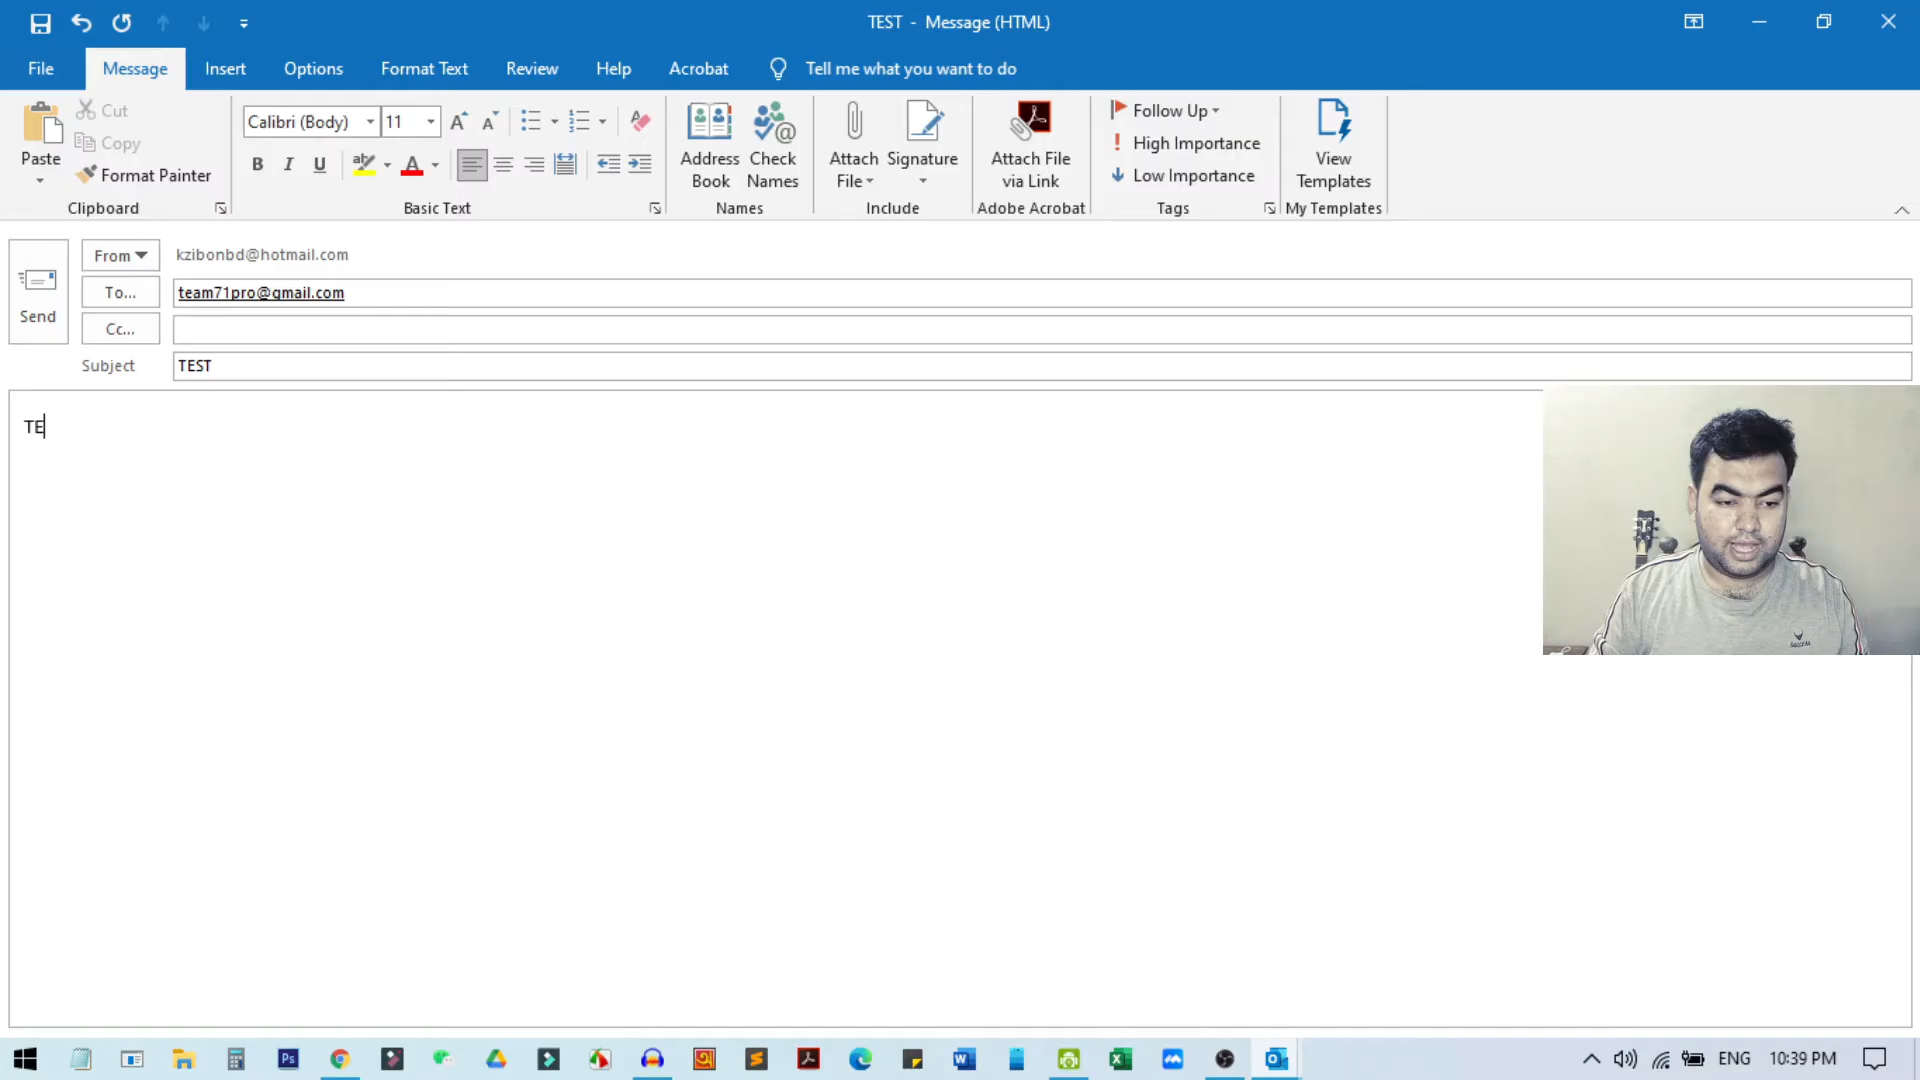 TEST - Message (HTML)
File Message Insert Options Format Text Review Help Acrobat Tell me what you want to do
Paste
Cut
Copy
Format Painter
Clipboard
Calibri (Body) 11
B I U ab A
Basic Text
Address Book
Check Names
Names
Attach File
Signature
Include
Attach File via Link
Adobe Acrobat
Follow Up
High Importance
Low Importance
Tags
View Templates
My Templates
Send
From kzibonbd@hotmail.com
To... team71pro@gmail.com
Cc...
Subject TEST
TE
Ps
ENG 10:39 PM